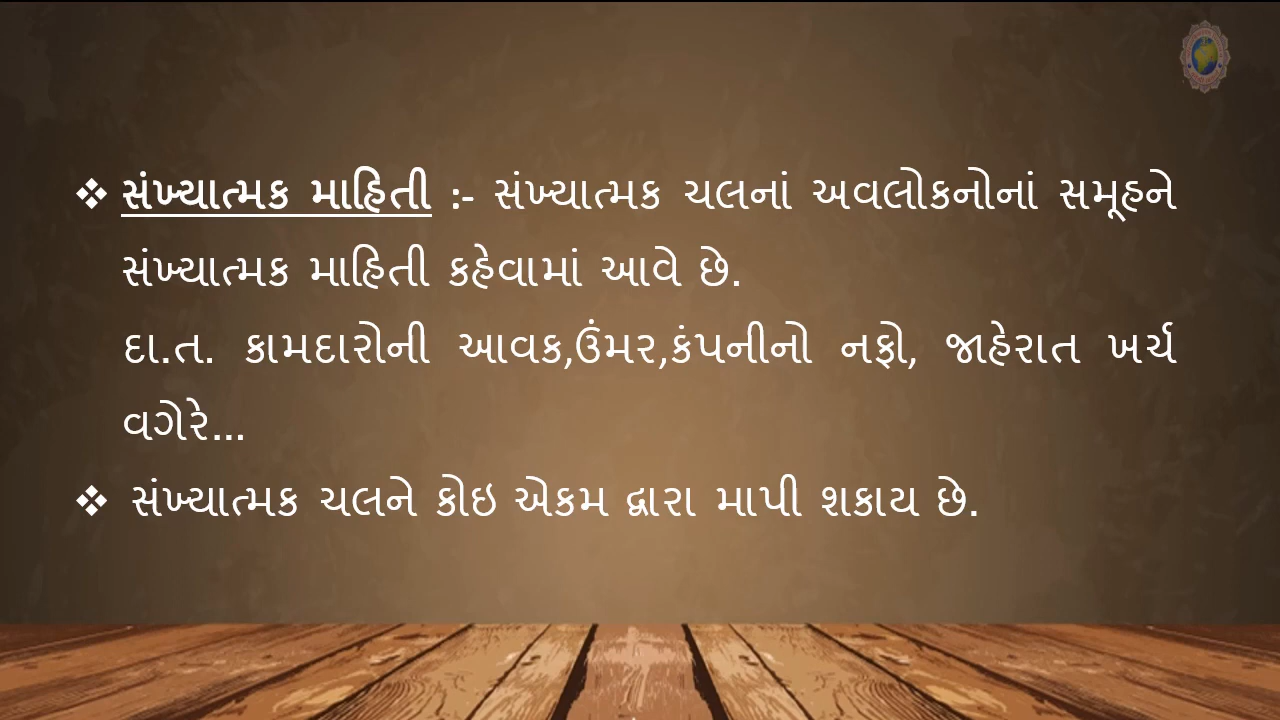 ❖ સંખ્યાત્મક માહિતી :- સંખ્યાત્મક ચલનાં અવલોકનોનાં સમૂહને
સંખ્યાત્મક માહિતી કહેવામાં આવે છે.
દા.ત. કામદારોની આવક,ઉંમર,કંપનીનો નફો, જાહેરાત ખર્ચ
વગેરે...
❖ સંખ્યાત્મક ચલને કોઇ એકમ દ્વારા માપી શકાય છે.